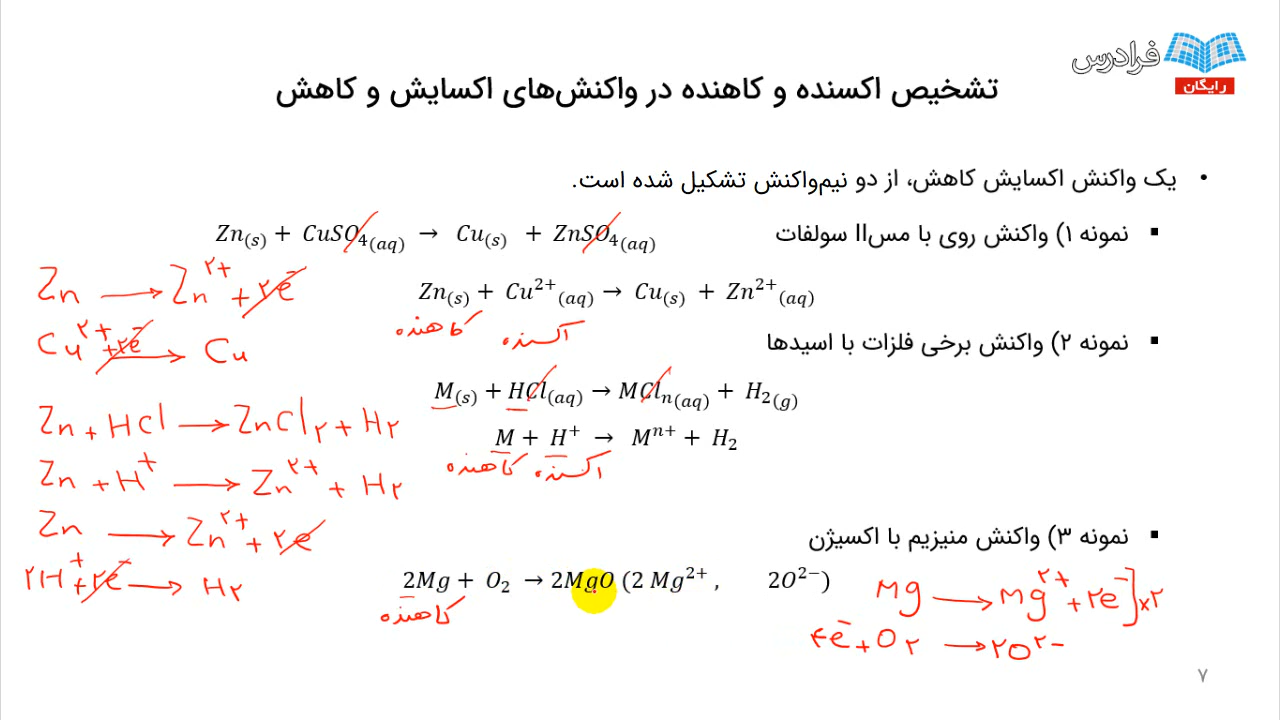 فرادرس
رایگان
تشخیص اکسنده و کاهنده در واکنش‌های اکسایش و کاهش
• یک واکنش اکسایش کاهش، از دو نیم‌واکنش تشکیل شده است.
▪ نمونه ۱) واکنش روی با مس‌II سولفات
Zn(s) + CuSO4(aq) → Cu(s) + ZnSO4(aq)
Zn(s) + Cu²⁺(aq) → Cu(s) + Zn²⁺(aq)
کاهنده اکسنده
Zn → Zn²⁺ + ۲e⁻
Cu²⁺ + ۲e⁻ → Cu
▪ نمونه ۲) واکنش برخی فلزات با اسیدها
M(s) + HCl(aq) → MCln(aq) + H2(g)
M + H⁺ → Mⁿ⁺ + H2
کاهنده اکسنده
Zn + HCl → ZnCl۲ + H۲
Zn + H⁺ → Zn²⁺ + H۲
Zn → Zn²⁺ + ۲e⁻
۲H⁺ + ۲e⁻ → H۲
▪ نمونه ۳) واکنش منیزیم با اکسیژن
2Mg + O2 → 2MgO (2 Mg²⁺ , 2O²⁻)
کاهنده
Mg → Mg²⁺ + ۲e⁻] ×۲
۴e⁻ + O۲ → ۲O²⁻
۷